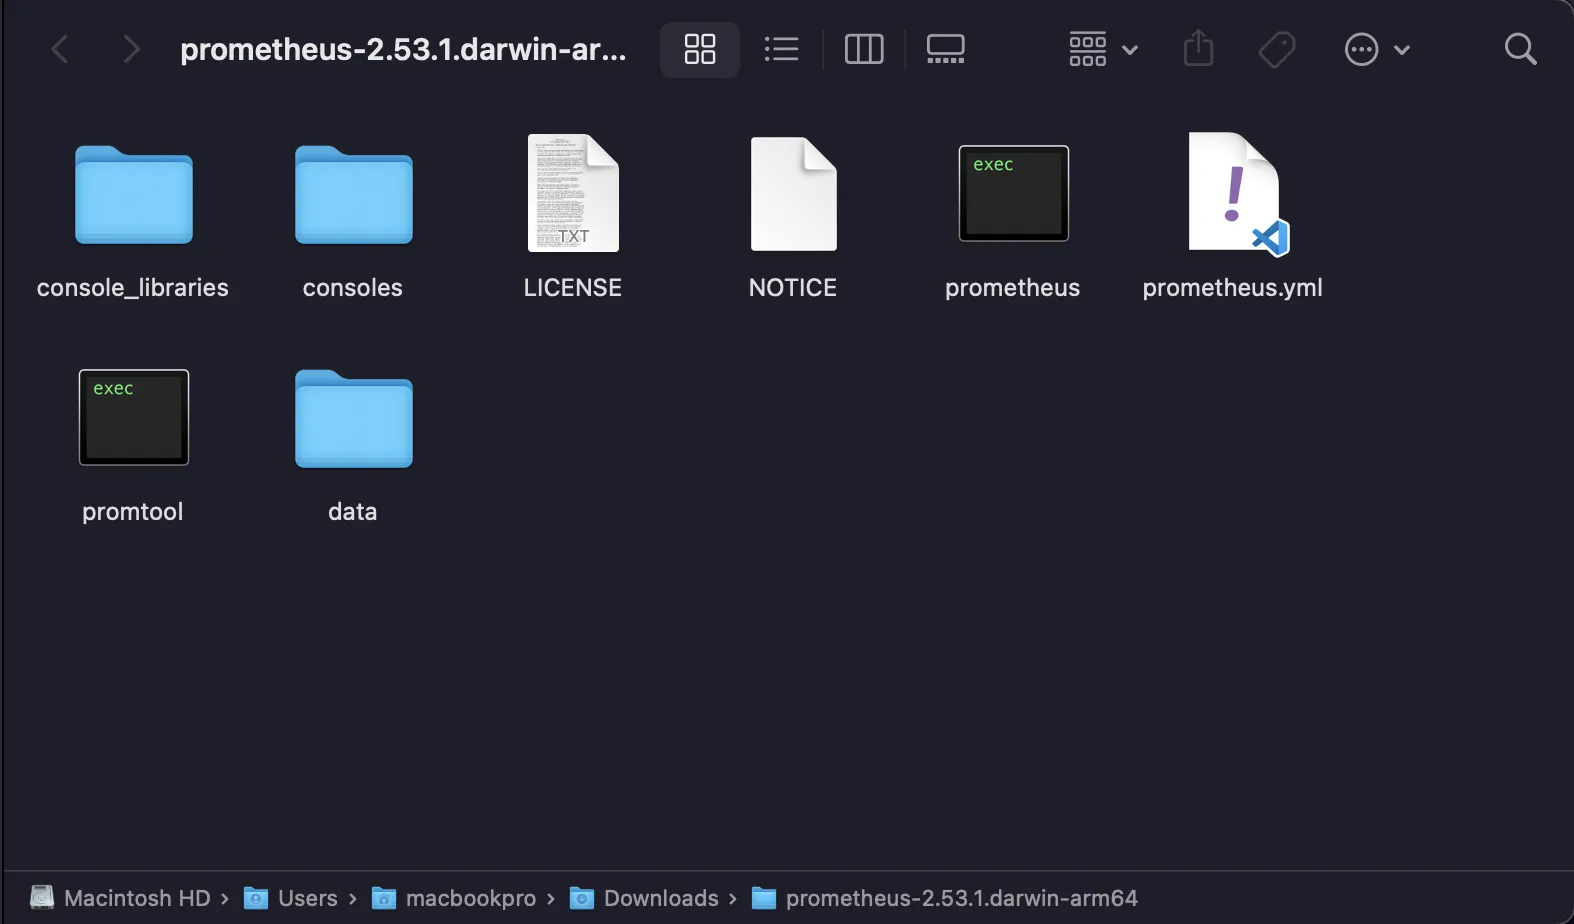 prometheus-2.53.1.darwin-ar...
TXT
exec
console_libraries
consoles
LICENSE
NOTICE
prometheus
prometheus.yml
exec
promtool
data
Macintosh HD › Users › macbookpro › Downloads › prometheus-2.53.1.darwin-arm64